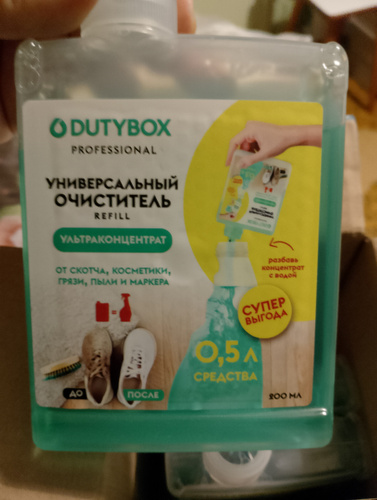 DUTYBOX
PROFESSIONAL
УНИВЕРСАЛЬНЫЙ
ОЧИСТИТЕЛЬ
REFILL
УЛЬТРАКОНЦЕНТРАТ
ОТ СКОТЧА, КОСМЕТИКИ,
ГРЯЗИ, ПЫЛИ И МАРКЕРА
разбавь
концентрат
с водой
СУПЕР
ВЫГОДА
0,5 Л
СРЕДСТВА
ДО
ПОСЛЕ
200 МЛ